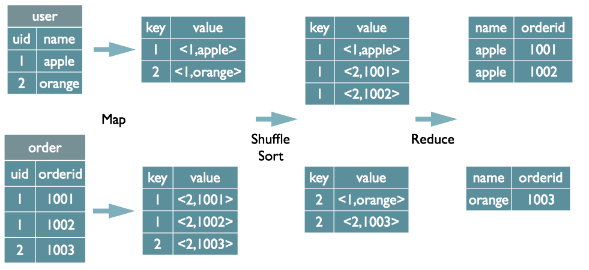 user
uid name
1 apple
2 orange
key value
1 <1,apple>
2 <1,orange>
key value
1 <1,apple>
1 <2,1001>
1 <2,1002>
name orderid
apple 1001
apple 1002
Map
Shuffle
Sort
Reduce
order
uid orderid
1 1001
1 1002
2 1003
key value
1 <2,1001>
1 <2,1002>
2 <2,1003>
key value
2 <1,orange>
2 <2,1003>
name orderid
orange 1003